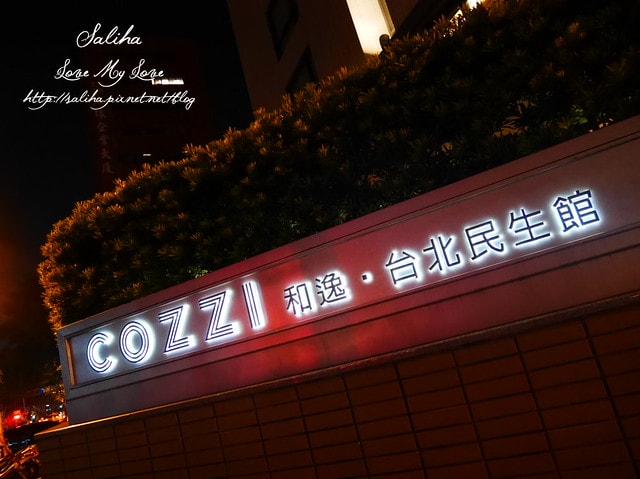 Saliha
Love My Love
http://saliha.pixnet.net/blog
COZZI 和逸・台北民生館